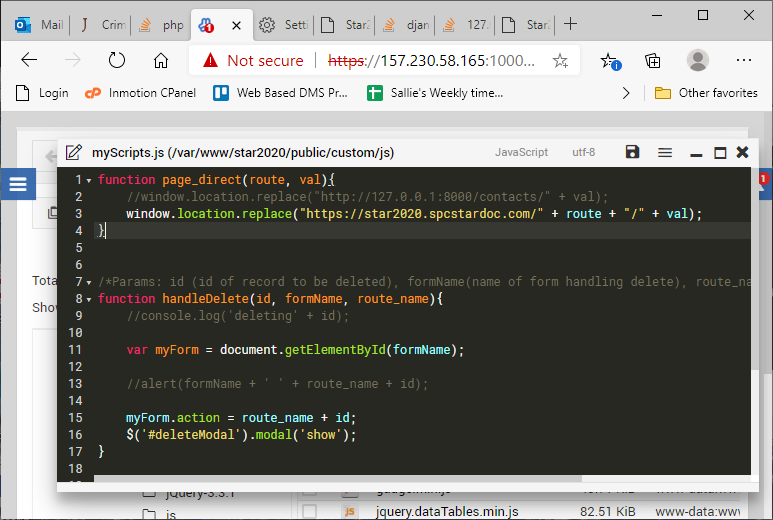 Mail
J Crim
php
1
Setti
Star2
djan
127.
Star2
Not secure https://157.230.58.165:1000...
Login
cP Inmotion CPanel
Web Based DMS Pr...
Sallie's Weekly time...
Other favorites
myScripts.js (/var/www/star2020/public/custom/js)
JavaScript utf-8
1 function page_direct(route, val){
2 //window.location.replace("http://127.0.0.1:8000/contacts/" + val);
3 window.location.replace("https://star2020.spcstardoc.com/" + route + "/" + val);
4 }
5
6
7 /*Params: id (id of record to be deleted), formName(name of form handling delete), route_na
8 function handleDelete(id, formName, route_name){
9 //console.log('deleting' + id);
10
11 var myForm = document.getElementById(formName);
12
13 //alert(formName + ' ' + route_name + id);
14
15 myForm.action = route_name + id;
16 $('#deleteModal').modal('show');
17 }
18
1
Tota
Show
jQuery-3.3.1
js
JS jquery.dataTables.min.js 82.51 KiB www-data:www